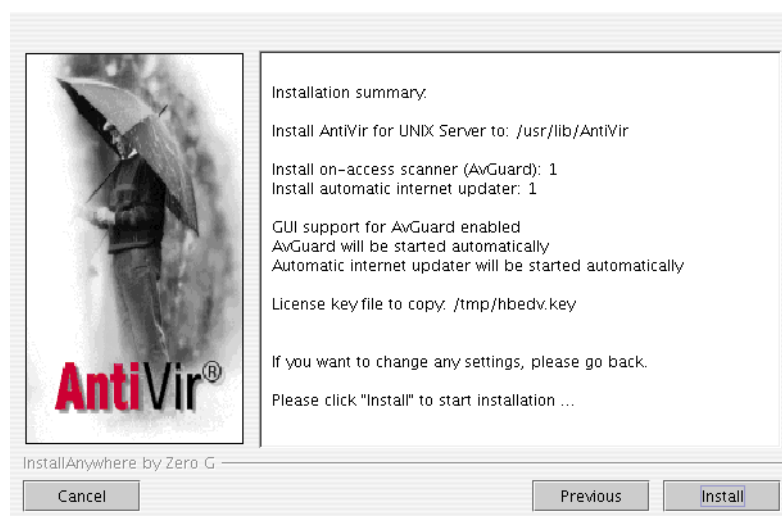 AntiVir®
Installation summary:
Install AntiVir for UNIX Server to: /usr/lib/AntiVir
Install on-access scanner (AvGuard): 1
Install automatic internet updater: 1
GUI support for AvGuard enabled
AvGuard will be started automatically
Automatic internet updater will be started automatically
License key file to copy: /tmp/hbedv.key
If you want to change any settings, please go back.
Please click "Install" to start installation ...
InstallAnywhere by Zero G
Cancel
Previous
Install